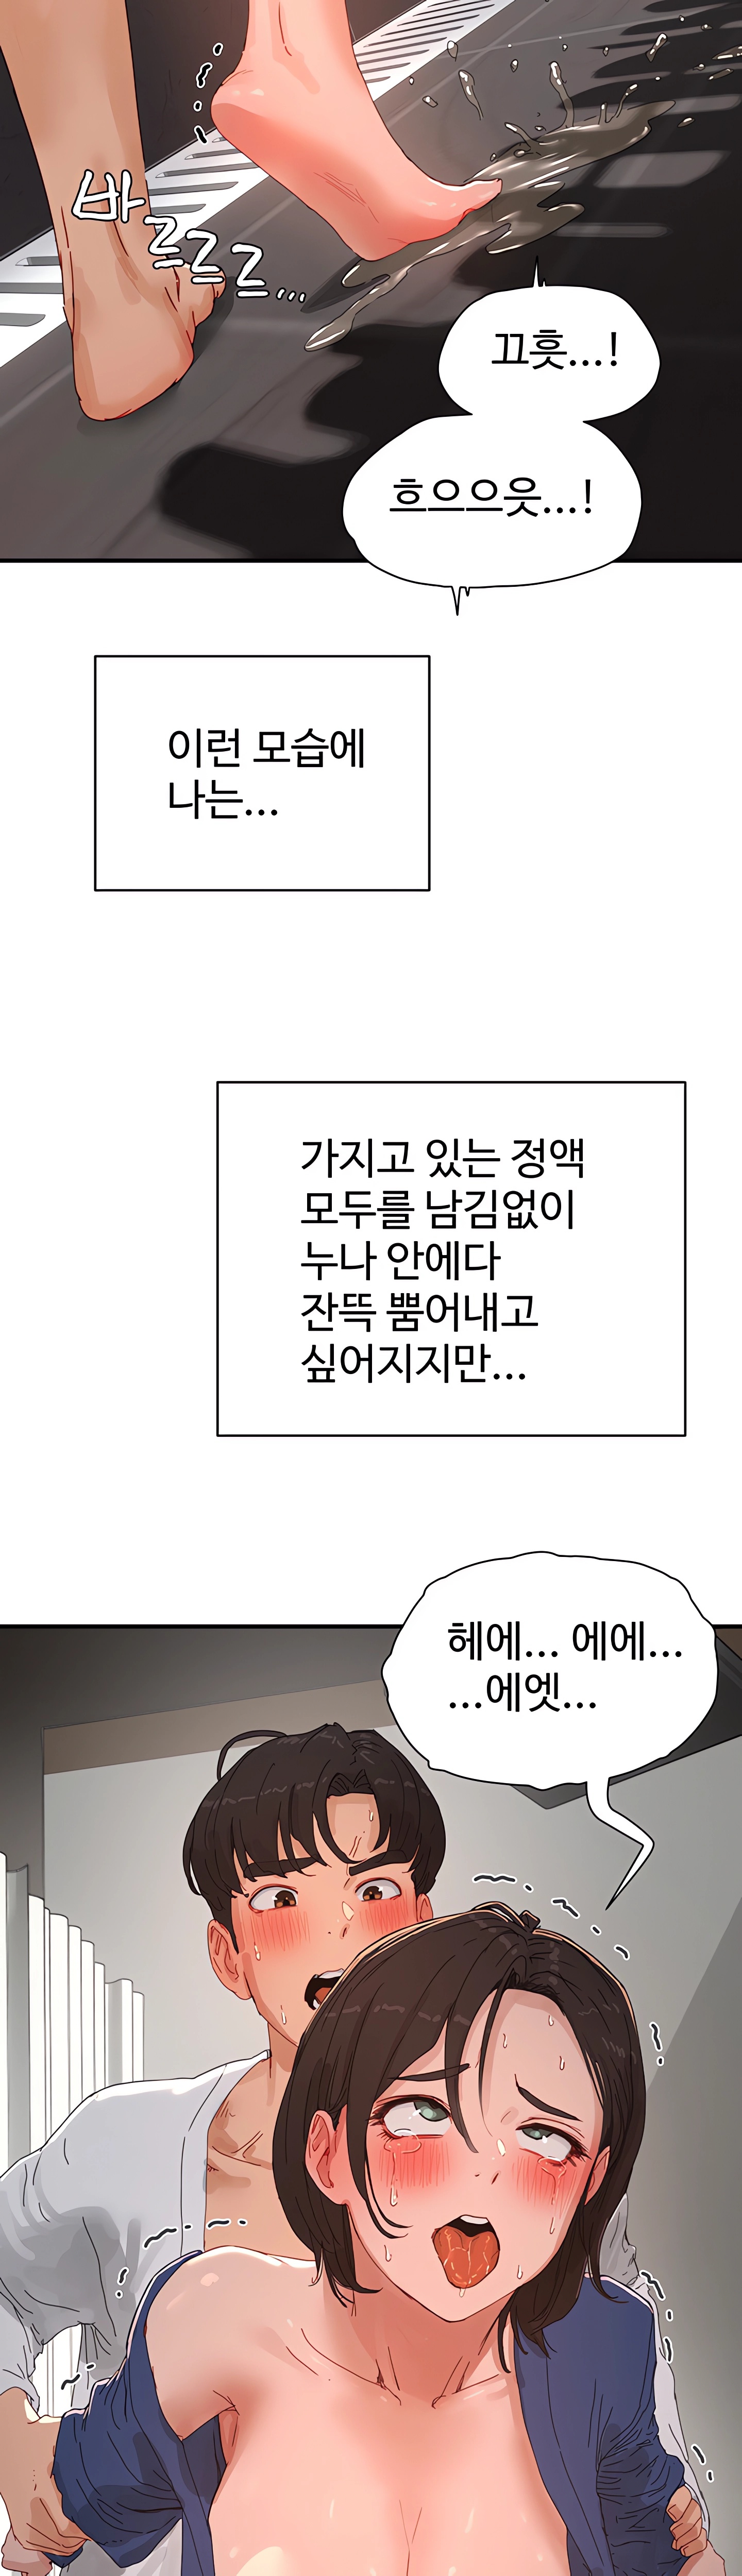 바르르르...
끄흣...!
흐으으읏...!
이런 모습에
나는...
가지고 있는 정액
모두를 남김없이
누나 안에다
잔뜩 뿜어내고
싶어지지만...
헤에... 에에...
...에엣...